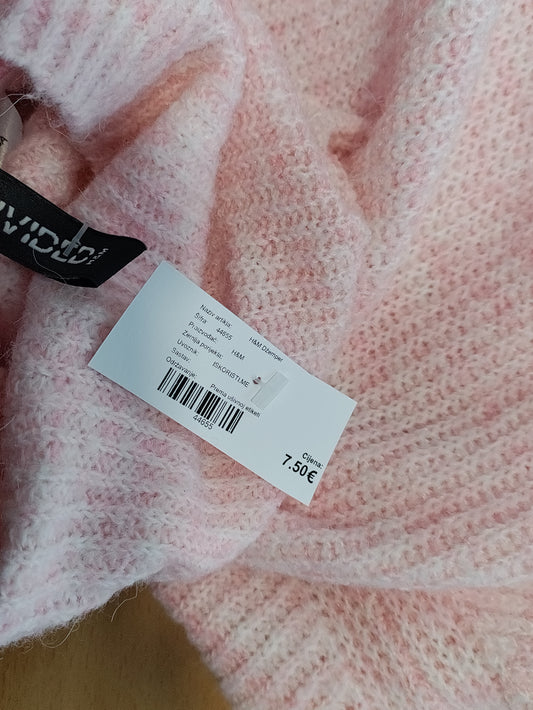 DIVIDED
H&M
Naziv artikla: H&M Džemper
Šifra: 44655
Proizvođač: H&M
Zemlja porijekla:
Uvoznik: ISKORISTI.ME
Sastav:
Održavanje: Prema ušivnoj etiketi
44655
Cijena:
7.50€